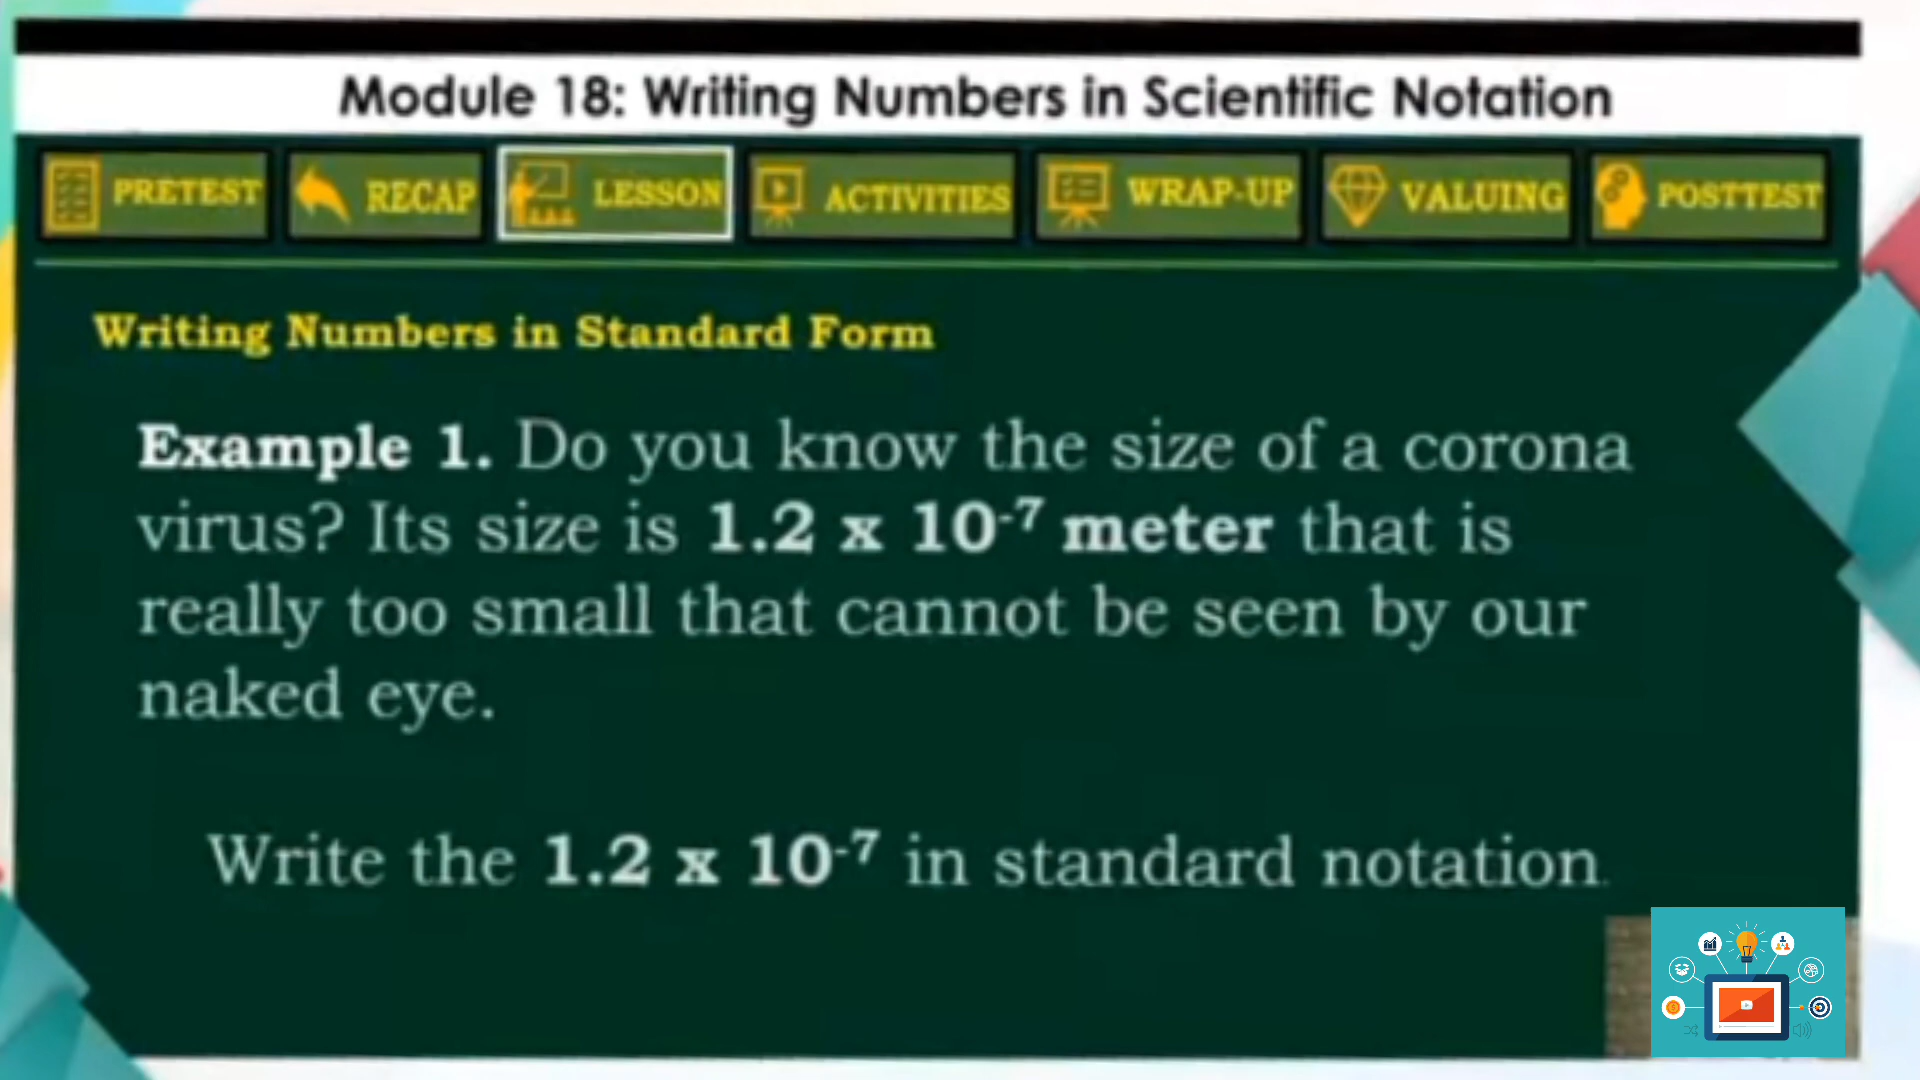 Module 18: Writing Numbers in Scientific Notation
PRETEST RECAP LESSON ACTIVITIES WRAP-UP VALUING POSTTEST
Writing Numbers in Standard Form
Example 1. Do you know the size of a corona
virus? Its size is 1.2 x 10⁻⁷ meter that is
really too small that cannot be seen by our
naked eye.
Write the 1.2 x 10⁻⁷ in standard notation.